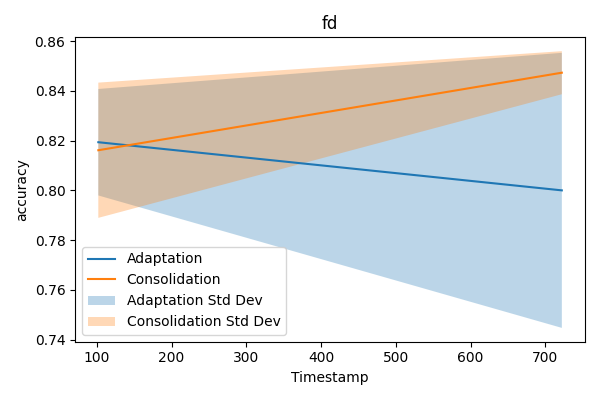 fd
0.86
0.84
0.82
0.80
0.78
0.76
0.74
accuracy
Adaptation
Consolidation
Adaptation Std Dev
Consolidation Std Dev
100 200 300 400 500 600 700
Timestamp